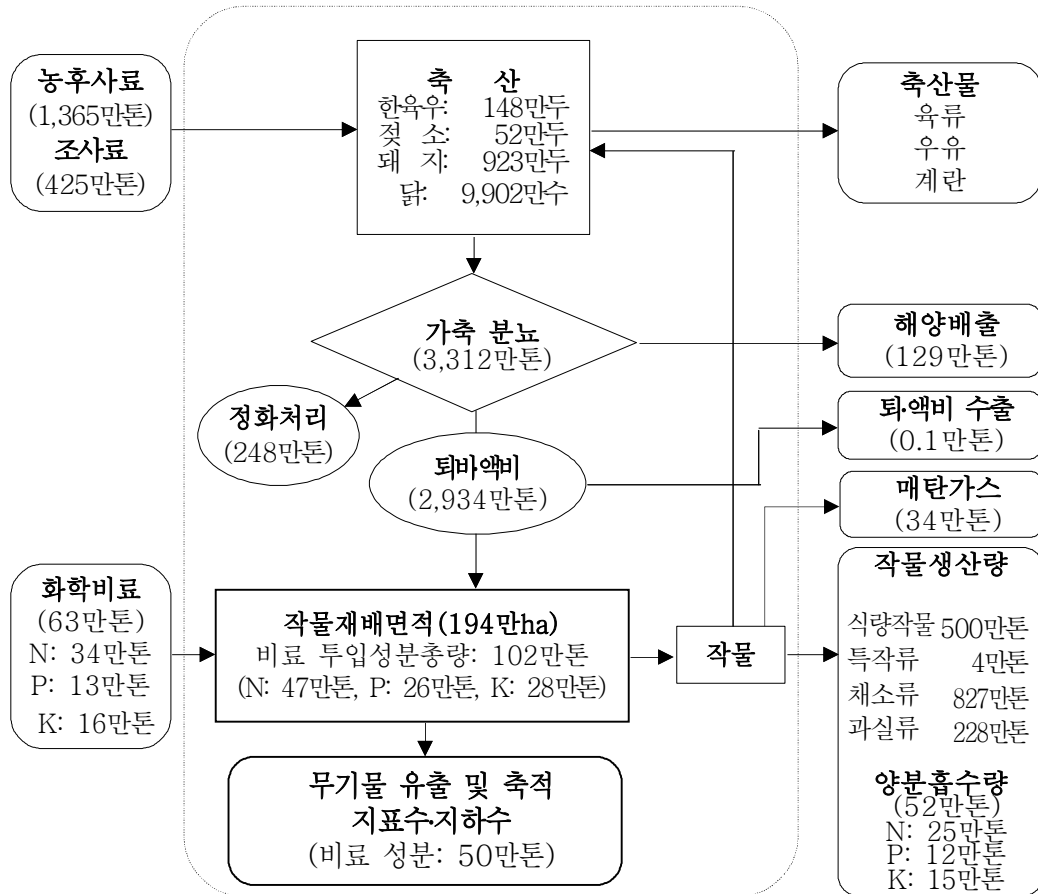 농후사료
(1,365만톤)
조사료
(425만톤)
축 산
한육우: 148만두
젖 소: 52만두
돼 지: 923만두
닭: 9,902만수
축산물
육류
우유
계란
가축 분뇨
(3,312만톤)
해양배출
(129만톤)
정화처리
(248만톤)
퇴·액비 수출
(0.1만톤)
퇴비·액비
(2,934만톤)
매탄가스
(34만톤)
화학비료
(63만톤)
N: 34만톤
P: 13만톤
K: 16만톤
작물재배면적(194만ha)
비료 투입성분총량: 102만톤
(N: 47만톤, P: 26만톤, K: 28만톤)
작물
작물생산량
식량작물 500만톤
특작류 4만톤
채소류 827만톤
과실류 228만톤
양분흡수량
(52만톤)
N: 25만톤
P: 12만톤
K: 15만톤
무기물 유출 및 축적
지표수·지하수
(비료 성분: 50만톤)